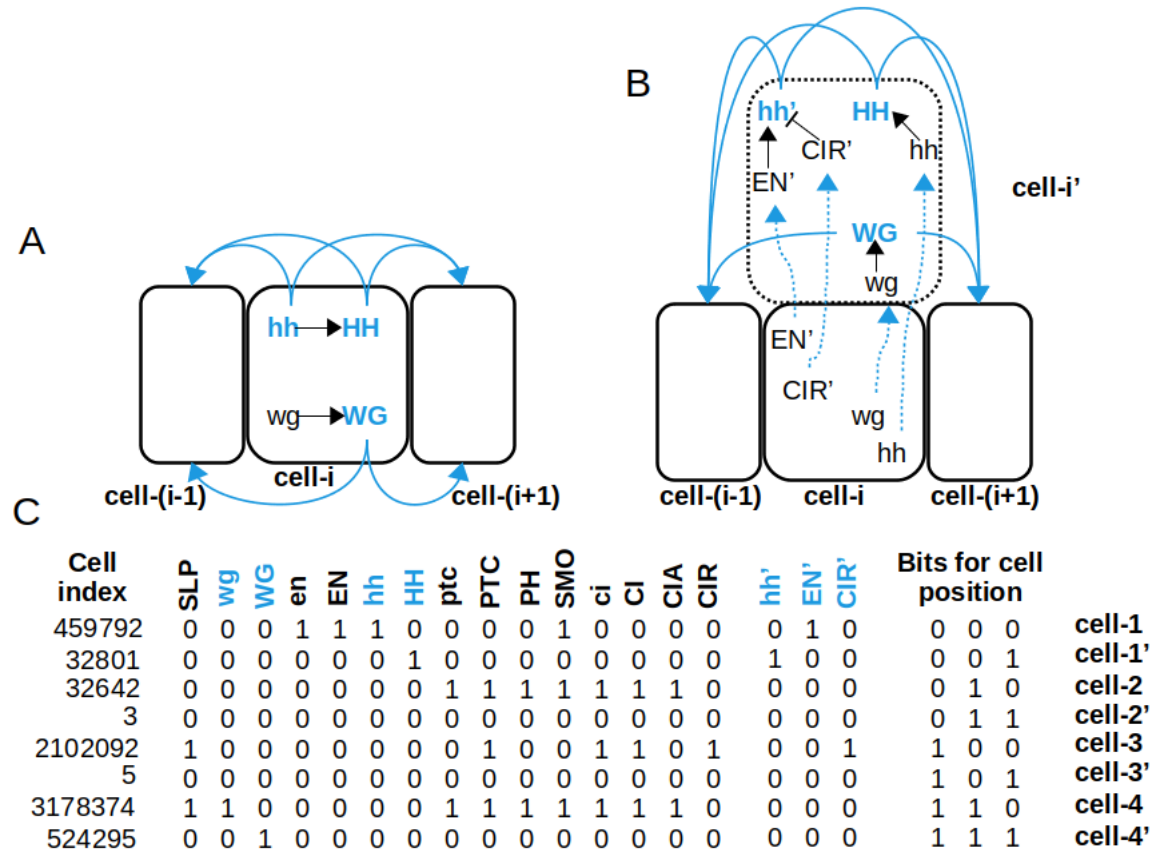 A
hh HH
wg WG
cell-i
cell-(i-1) cell-(i+1)
B
hh’ HH
CIR’ hh
EN’
cell-i’
WG
wg
EN’
CIR’
wg
hh
cell-(i-1) cell-i cell-(i+1)
C
Cell index SLP wg WG en EN hh HH ptc PTC PH SMO ci CI CIA CIR hh’ EN’ CIR’ Bits for cell position
459792 0 0 0 1 1 1 0 0 0 0 1 0 0 0 0 0 1 0 0 0 0 cell-1
32801 0 0 0 0 0 0 1 0 0 0 0 0 0 0 0 1 0 0 0 0 1 cell-1’
32642 0 0 0 0 0 0 0 1 1 1 1 1 1 1 0 0 0 0 0 1 0 cell-2
3 0 0 0 0 0 0 0 0 0 0 0 0 0 0 0 0 0 0 0 1 1 cell-2’
2102092 1 0 0 0 0 0 0 0 1 0 0 1 1 0 1 0 0 1 1 0 0 cell-3
5 0 0 0 0 0 0 0 0 0 0 0 0 0 0 0 0 0 0 1 0 1 cell-3’
3178374 1 1 0 0 0 0 0 1 1 1 1 1 1 1 0 0 0 0 1 1 0 cell-4
524295 0 0 1 0 0 0 0 0 0 0 0 0 0 0 0 0 0 0 1 1 1 cell-4’